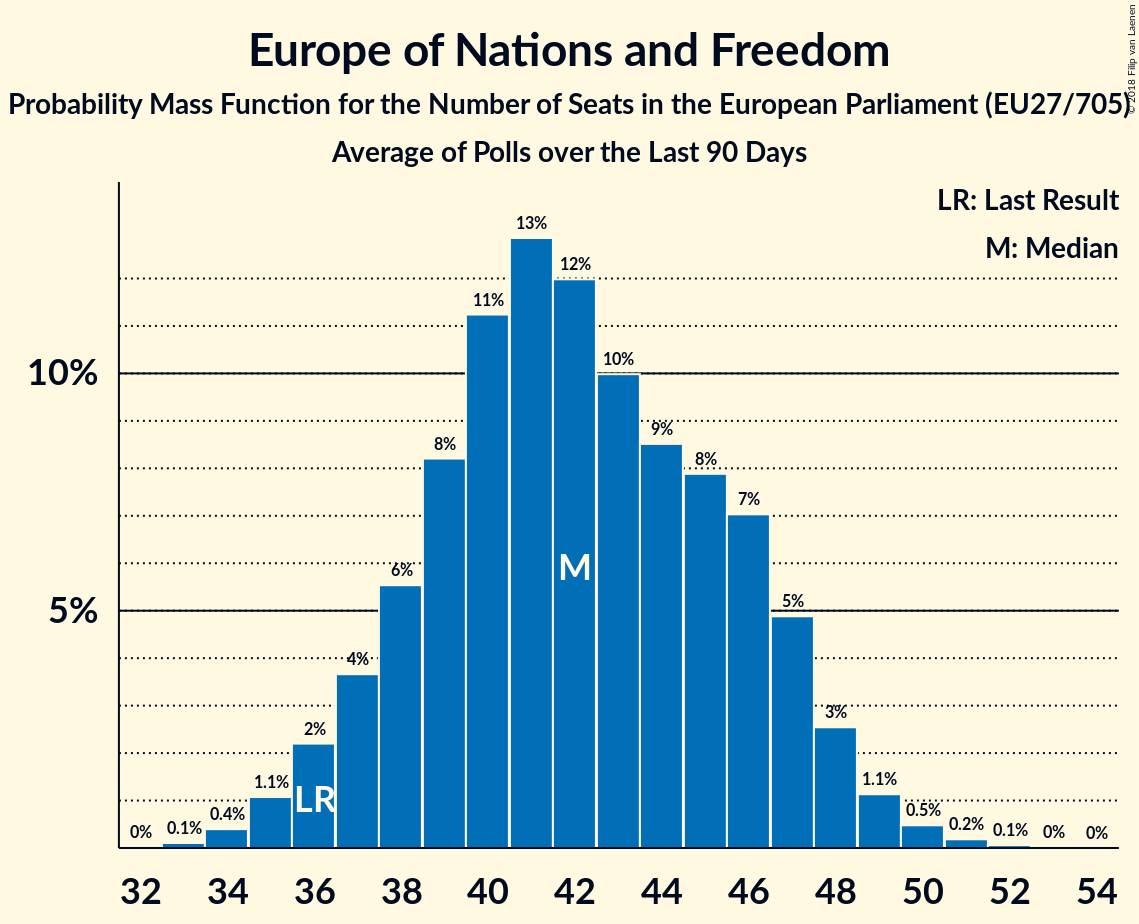 Europe of Nations and Freedom
Probability Mass Function for the Number of Seats in the European Parliament (EU27/705)
Average of Polls over the Last 90 Days
© 2018 Filip van Laenen
LR: Last Result
M: Median
10%
5%
0%
0.1%
0.4%
1.1%
2%
4%
6%
8%
11%
13%
12%
10%
9%
8%
7%
5%
3%
1.1%
0.5%
0.2%
0.1%
0%
0%
LR
M
32 34 36 38 40 42 44 46 48 50 52 54